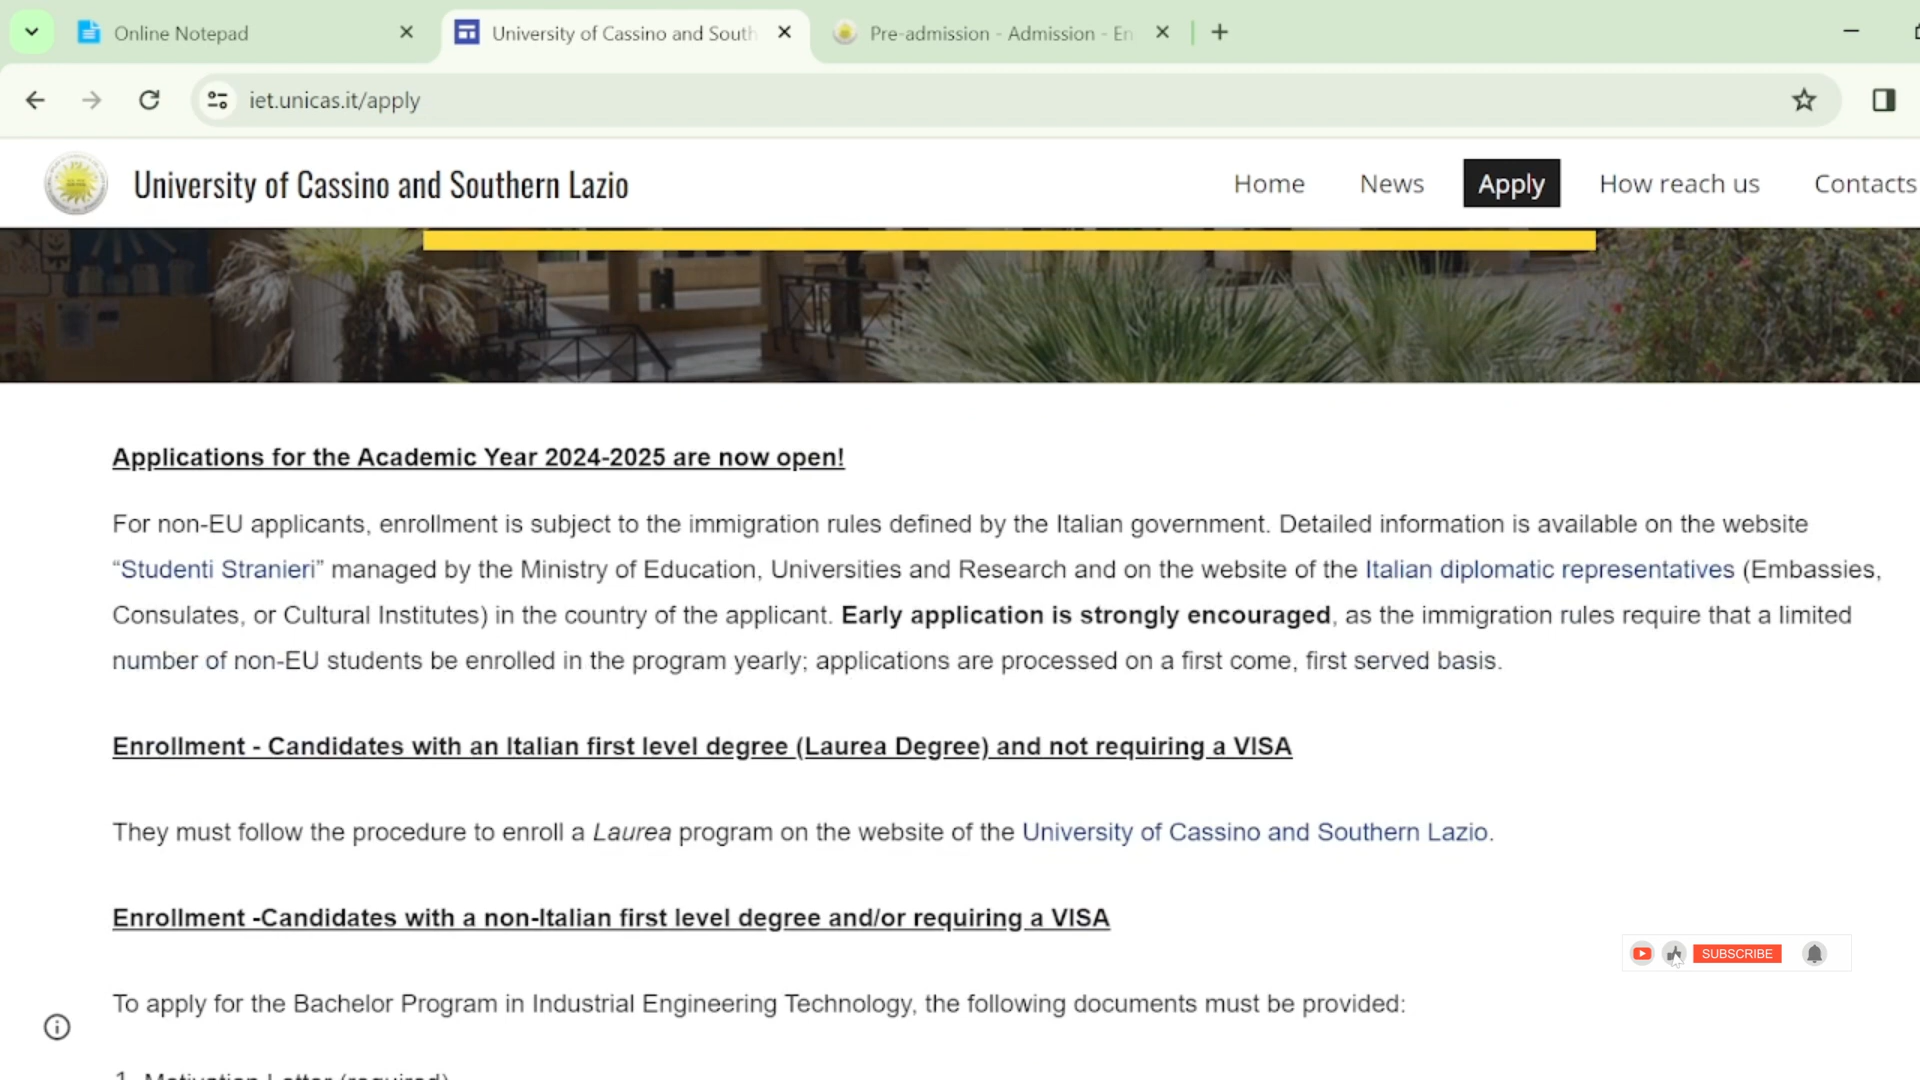 Online Notepad
University of Cassino and South
Pre-admission - Admission - En
iet.unicas.it/apply
University of Cassino and Southern Lazio
Home
News
Apply
How reach us
Contacts
Applications for the Academic Year 2024-2025 are now open!
For non-EU applicants, enrollment is subject to the immigration rules defined by the Italian government. Detailed information is available on the website
“Studenti Stranieri” managed by the Ministry of Education, Universities and Research and on the website of the Italian diplomatic representatives (Embassies,
Consulates, or Cultural Institutes) in the country of the applicant. Early application is strongly encouraged, as the immigration rules require that a limited
number of non-EU students be enrolled in the program yearly; applications are processed on a first come, first served basis.
Enrollment - Candidates with an Italian first level degree (Laurea Degree) and not requiring a VISA
They must follow the procedure to enroll a Laurea program on the website of the University of Cassino and Southern Lazio.
Enrollment -Candidates with a non-Italian first level degree and/or requiring a VISA
SUBSCRIBE
To apply for the Bachelor Program in Industrial Engineering Technology, the following documents must be provided:
1. Motivation Letter (required)